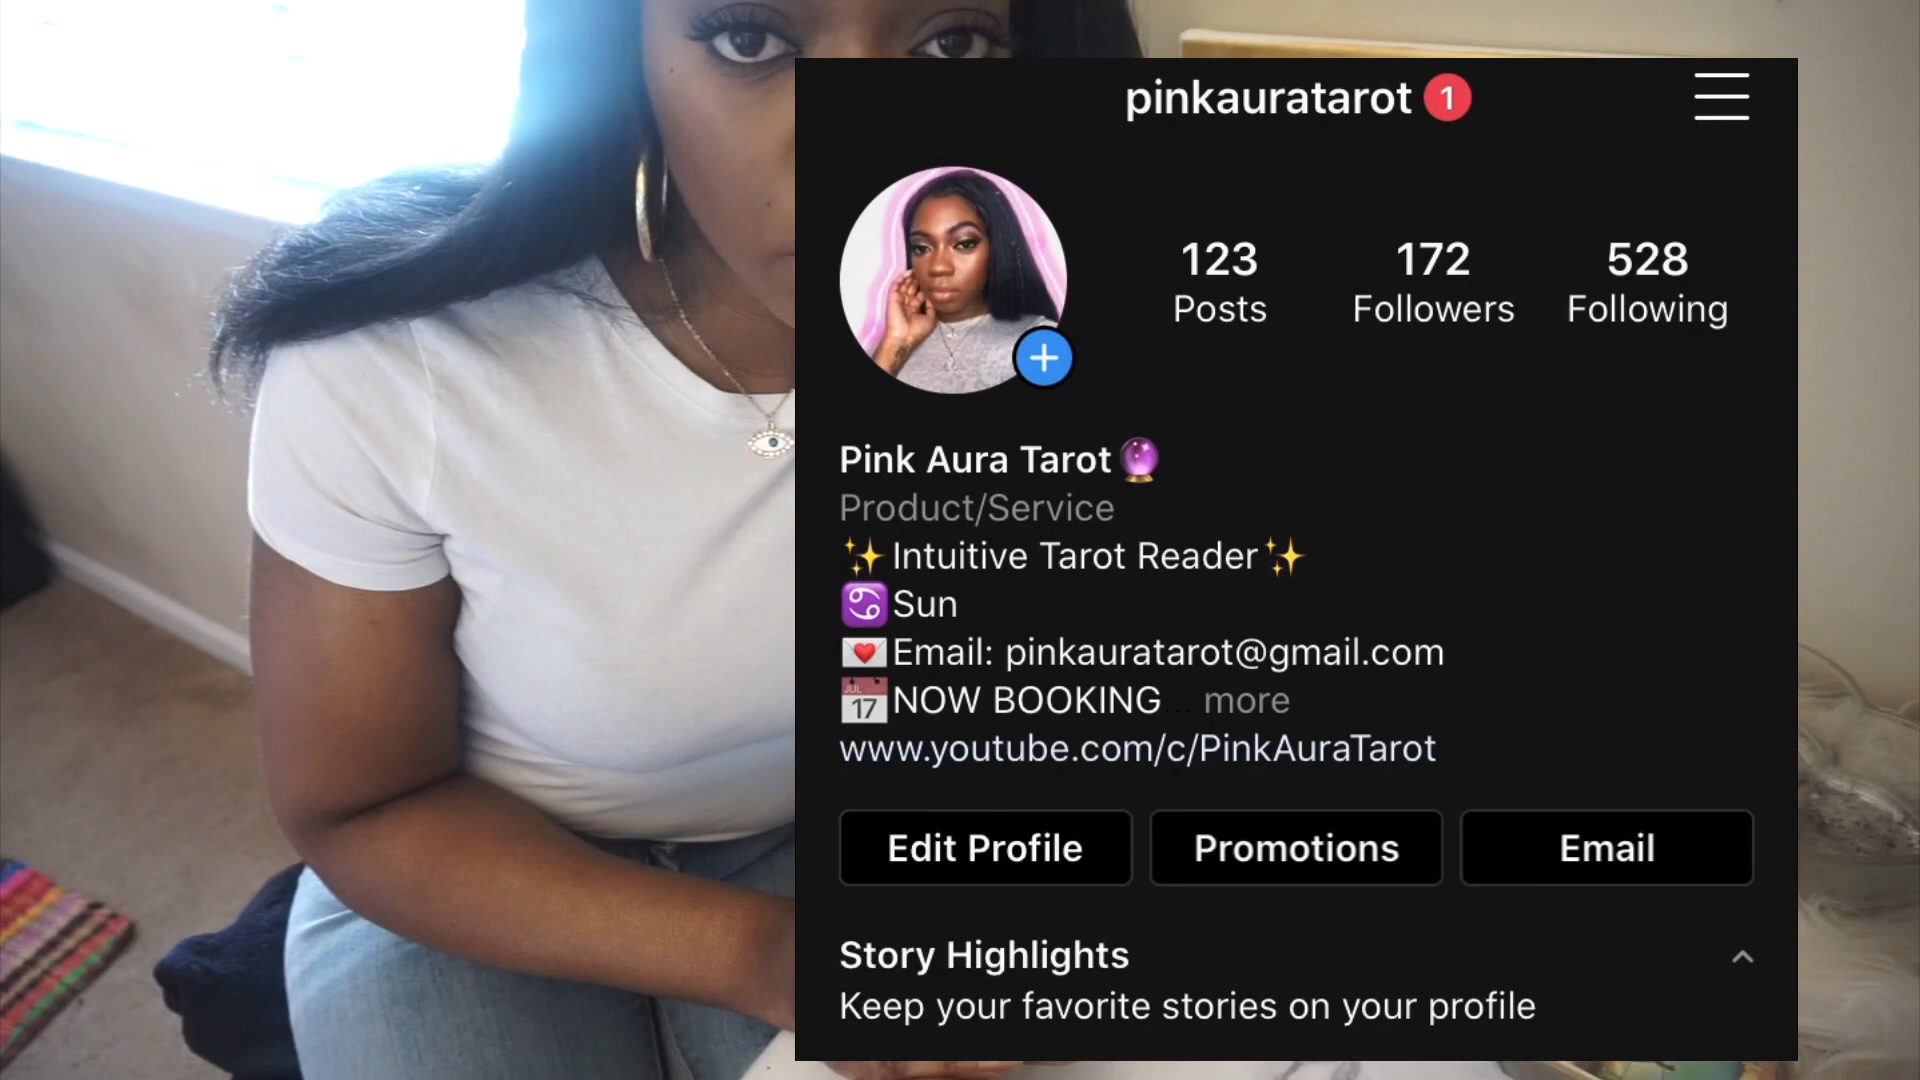 pinkauratarot 1
123 172 528
Posts Followers Following
Pink Aura Tarot🔮
Product/Service
✨Intuitive Tarot Reader✨
♋Sun
💌Email: pinkauratarot@gmail.com
📅NOW BOOKING... more
www.youtube.com/c/PinkAuraTarot
Edit Profile Promotions Email
Story Highlights
Keep your favorite stories on your profile